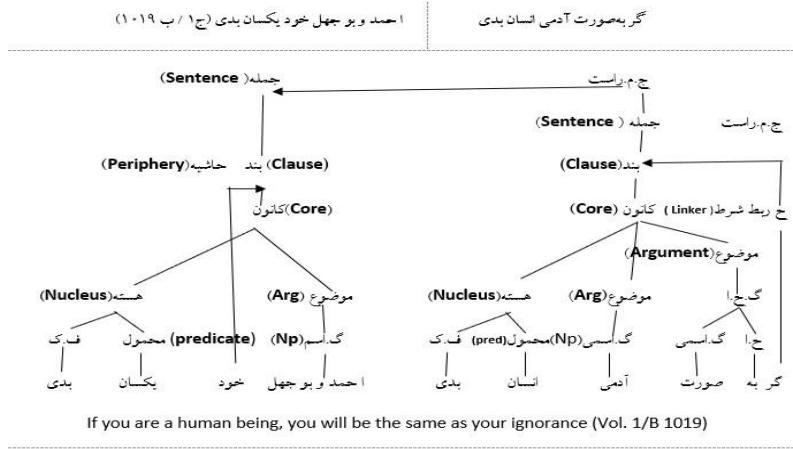 گر به‌صورت آدمی انسان بدی احمد و بو جهل خود یکسان بدی (ج۱ / ب ۱۰۱۹)
ج.م.راست جمله( Sentence)
ج.م.راست جمله ( Sentence)
بند(Clause) (Clause) بند حاشیه(Periphery)
ح ربط شرط( Linker ) کانون (Core) (Core)کانون
موضوع(Argument)
گ.ح.ا موضوع(Arg) هسته(Nucleus) موضوع (Arg) هسته(Nucleus)
ح.ا گ.اسمی گ.اسمی(Np) محمول(pred) ف.ک گ.اسم(Np) محمول (predicate) ف.ک
گر به صورت آدمی انسان بدی احمد و بو جهل خود یکسان بدی
If you are a human being, you will be the same as your ignorance (Vol. 1/B 1019)